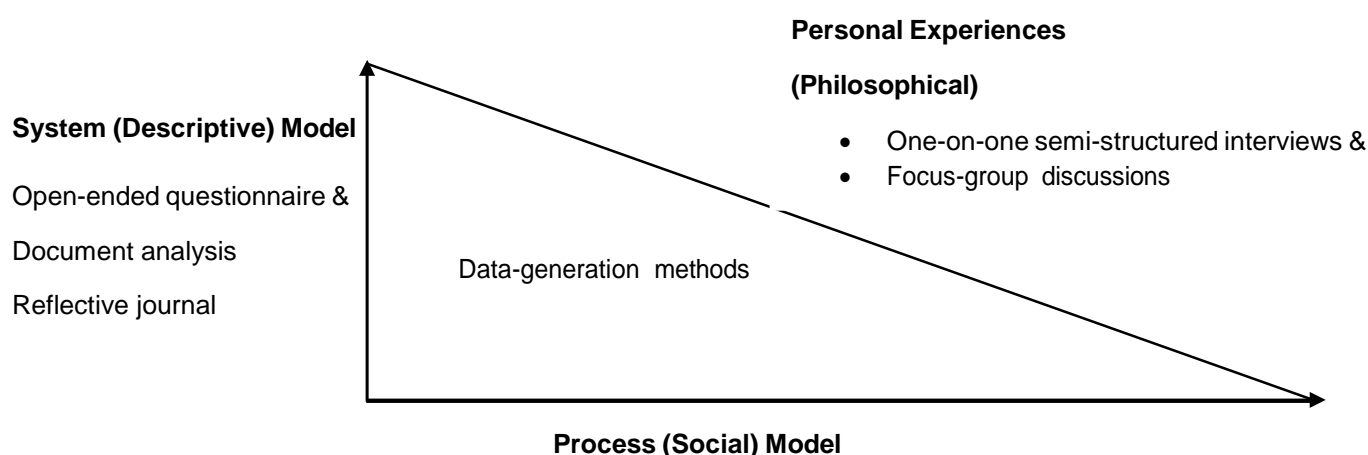 Personal Experiences
(Philosophical)
• One-on-one semi-structured interviews &
• Focus-group discussions
System (Descriptive) Model
Open-ended questionnaire &
Document analysis
Reflective journal
Data-generation methods
Process (Social) Model